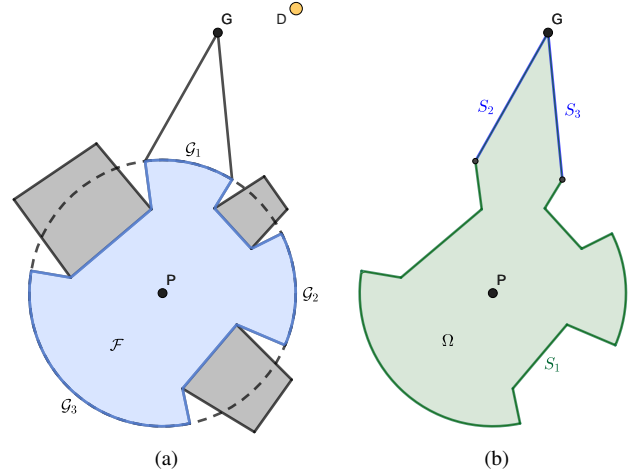 G
D
𝒢₁
P
𝒢₂
ℱ
𝒢₃
(a)
G
S₂
S₃
P
Ω
S₁
(b)